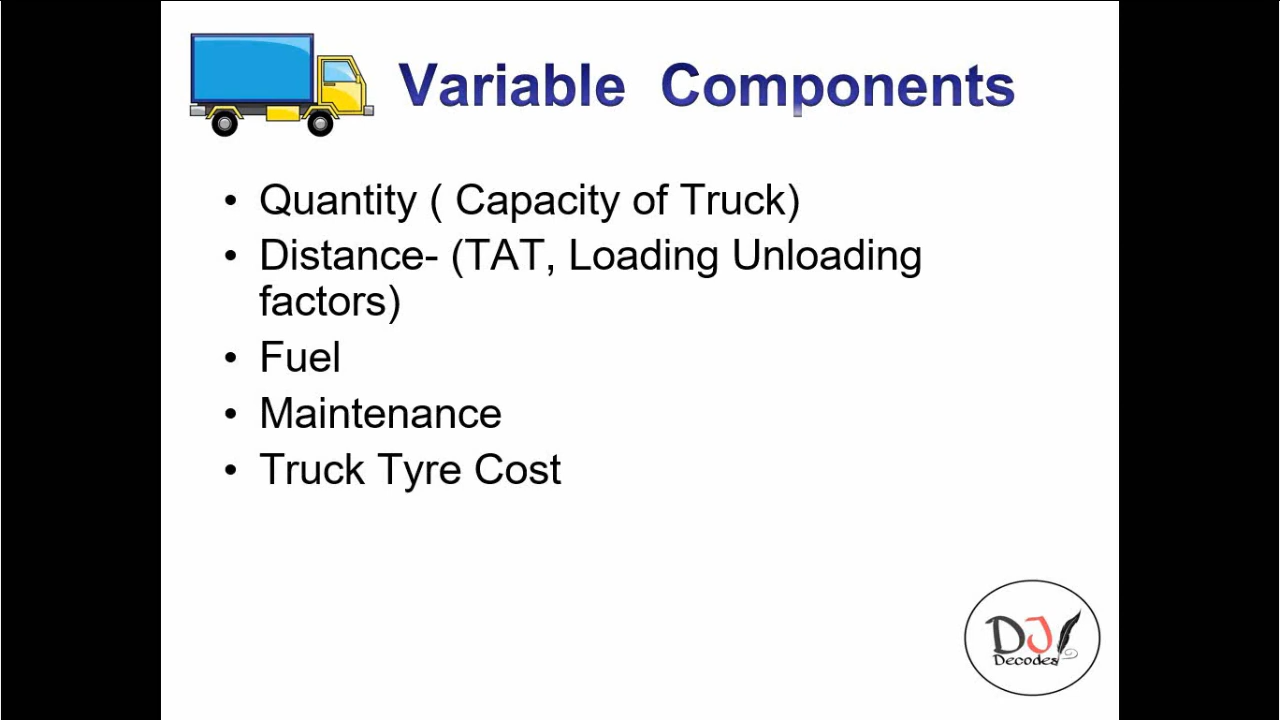 Variable Components
• Quantity ( Capacity of Truck)
• Distance- (TAT, Loading Unloading
factors)
• Fuel
• Maintenance
• Truck Tyre Cost
DJ
Decodes